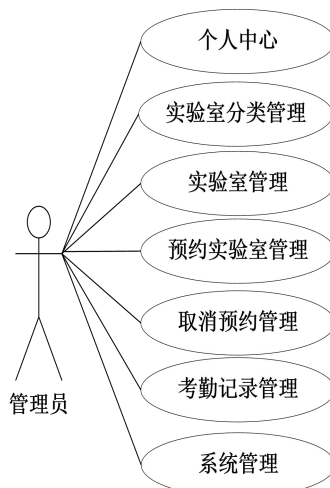 个人中心
实验室分类管理
实验室管理
预约实验室管理
取消预约管理
考勤记录管理
管理员
系统管理